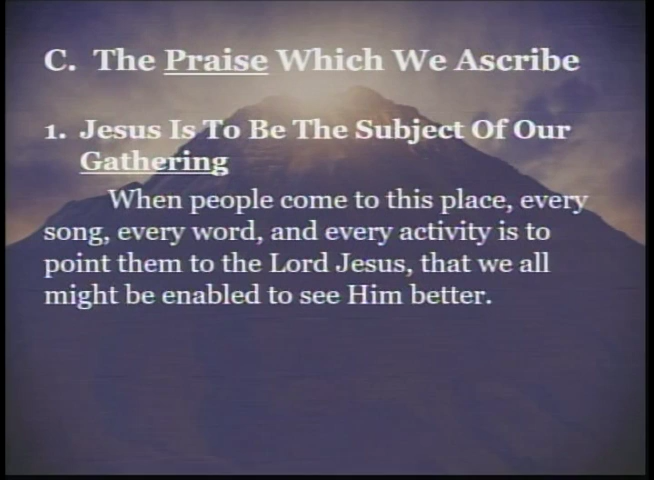 C. The Praise Which We Ascribe
1. Jesus Is To Be The Subject Of Our
Gathering
When people come to this place, every
song, every word, and every activity is to
point them to the Lord Jesus, that we all
might be enabled to see Him better.